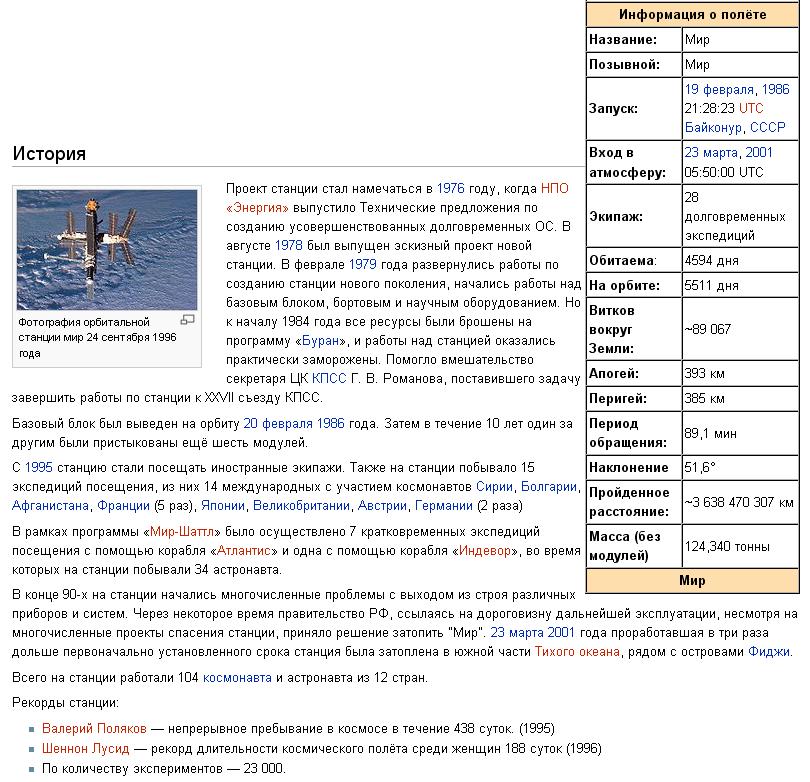 Информация о полёте
Название: Мир
Позывной: Мир
Запуск: 19 февраля, 1986
21:28:23 UTC
Байконур, СССР
Вход в атмосферу: 23 марта, 2001
05:50:00 UTC
Экипаж: 28
долговременных
экспедиций
Обитаема: 4594 дня
На орбите: 5511 дня
Витков
вокруг
Земли: ~89 067
Апогей: 393 км
Перигей: 385 км
Период
обращения: 89,1 мин
Наклонение 51,6°
Пройденное
расстояние: ~3 638 470 307 км
Масса (без
модулей) 124,340 тонны
Мир
История
Фотография орбитальной
станции мир 24 сентября 1996
года
Проект станции стал намечаться в 1976 году, когда НПО
«Энергия» выпустило Технические предложения по
созданию усовершенствованных долговременных ОС. В
августе 1978 был выпущен эскизный проект новой
станции. В феврале 1979 года развернулись работы по
созданию станции нового поколения, начались работы над
базовым блоком, бортовым и научным оборудованием. Но
к началу 1984 года все ресурсы были брошены на
программу «Буран», и работы над станцией оказались
практически заморожены. Помогло вмешательство
секретаря ЦК КПСС Г. В. Романова, поставившего задачу
завершить работы по станции к XXVII съезду КПСС.
Базовый блок был выведен на орбиту 20 февраля 1986 года. Затем в течение 10 лет один за
другим были пристыкованы ещё шесть модулей.
С 1995 станцию стали посещать иностранные экипажи. Также на станции побывало 15
экспедиций посещения, из них 14 международных с участием космонавтов Сирии, Болгарии,
Афганистана, Франции (5 раз), Японии, Великобритании, Австрии, Германии (2 раза)
В рамках программы «Мир-Шаттл» было осуществлено 7 кратковременных экспедиций
посещения с помощью корабля «Атлантис» и одна с помощью корабля «Индевор», во время
которых на станции побывали 34 астронавта.
В конце 90-х на станции начались многочисленные проблемы с выходом из строя различных
приборов и систем. Через некоторое время правительство РФ, ссылаясь на дороговизну дальнейшей эксплуатации, несмотря на
многочисленные проекты спасения станции, приняло решение затопить "Мир". 23 марта 2001 года проработавшая в три раза
дольше первоначально установленного срока станция была затоплена в южной части Тихого океана, рядом с островами Фиджи.
Всего на станции работали 104 космонавта и астронавта из 12 стран.
Рекорды станции:
Валерий Поляков — непрерывное пребывание в космосе в течение 438 суток. (1995)
Шеннон Лусид — рекорд длительности космического полёта среди женщин 188 суток (1996)
По количеству экспериментов — 23 000.